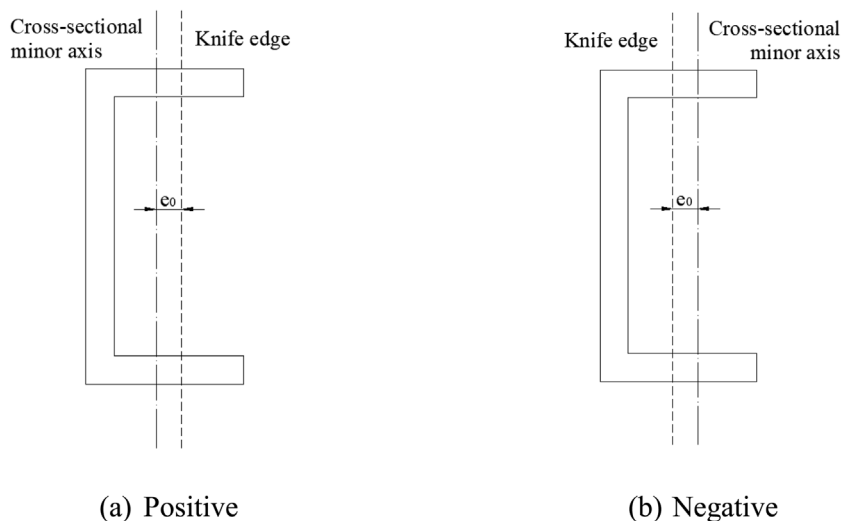 Cross-sectional
minor axis
Knife edge
e₀
(a) Positive
Knife edge
Cross-sectional
minor axis
e₀
(b) Negative